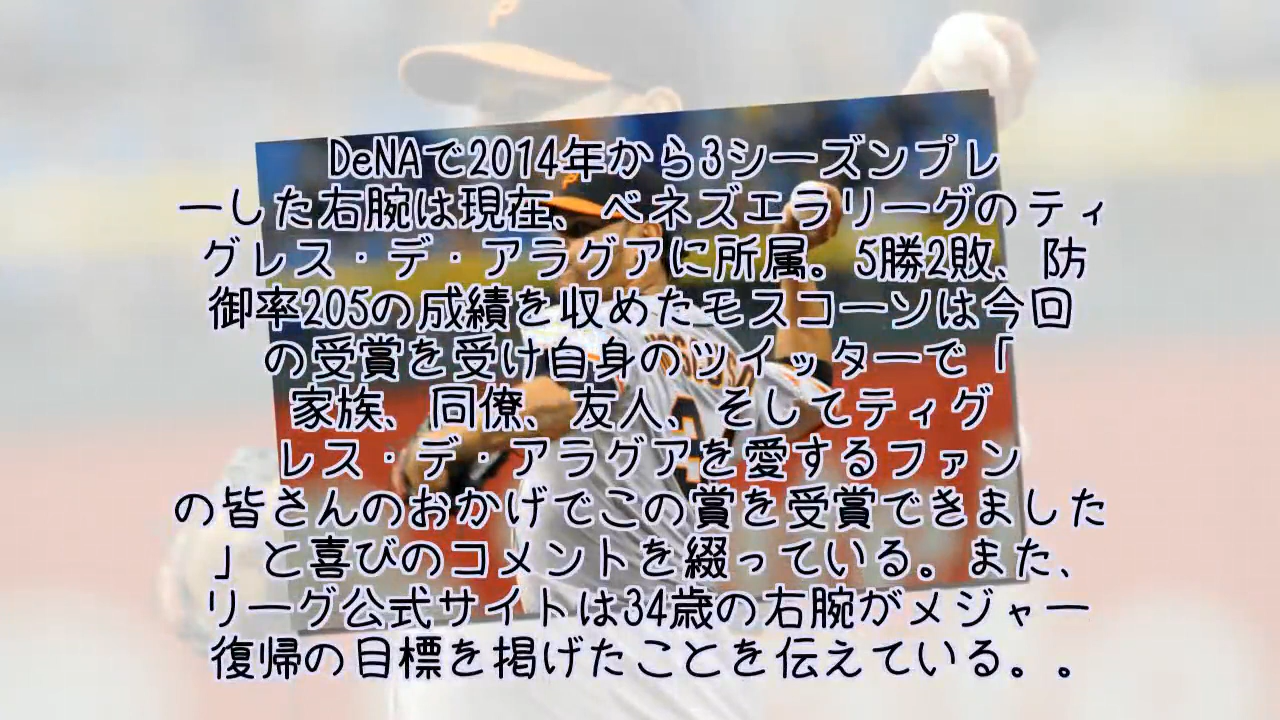 DeNAで2014年から3シーズンプレ
ーした右腕は現在、ベネズエラリーグのティ
グレス・デ・アラグアに所属。5勝2敗、防
御率205の成績を収めたモスコーソは今回
の受賞を受け自身のツイッターで「
家族、同僚、友人、そしてティグ
レス・デ・アラグアを愛するファン
の皆さんのおかげでこの賞を受賞できました
」と喜びのコメントを綴っている。また、
リーグ公式サイトは34歳の右腕がメジャー
復帰の目標を掲げたことを伝えている。。